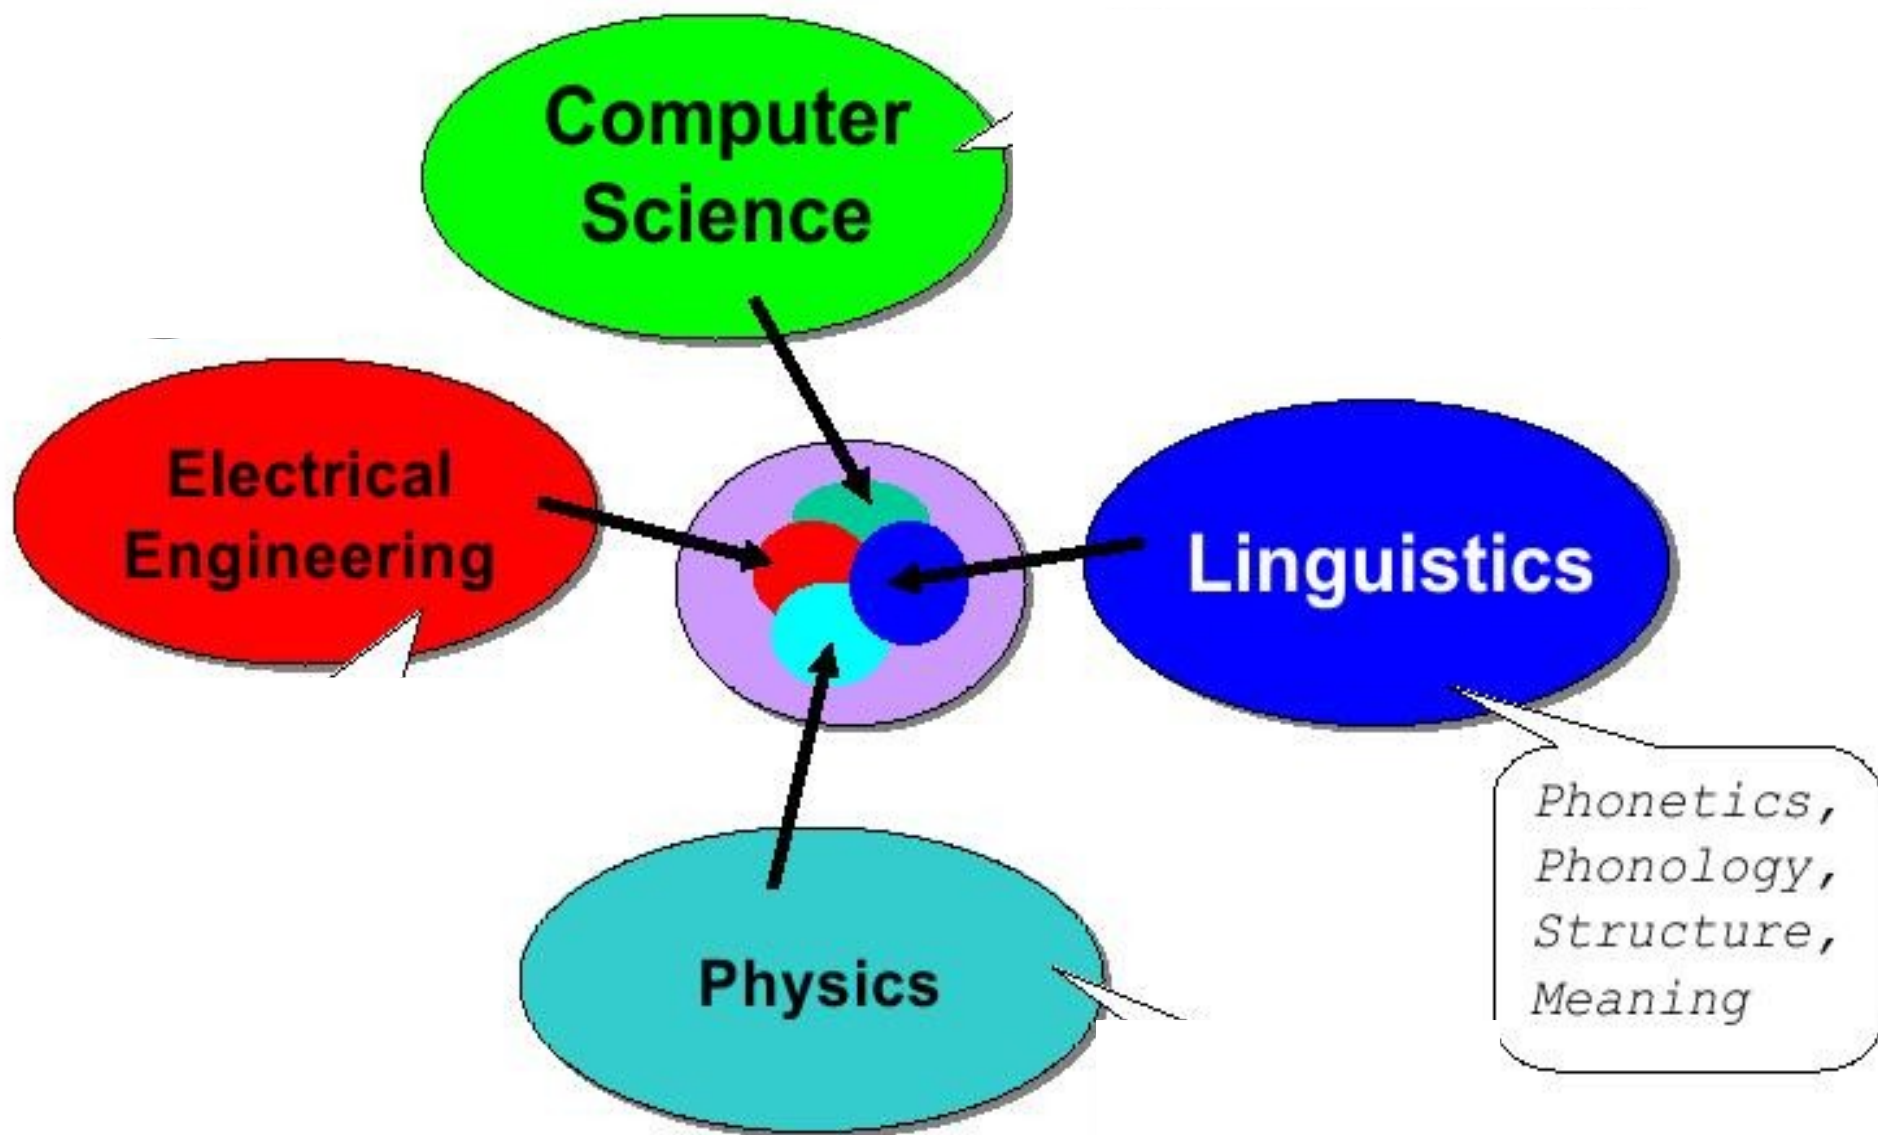 Computer
Science
Electrical
Engineering
Linguistics
Phonetics,
Phonology,
Structure,
Meaning
Physics